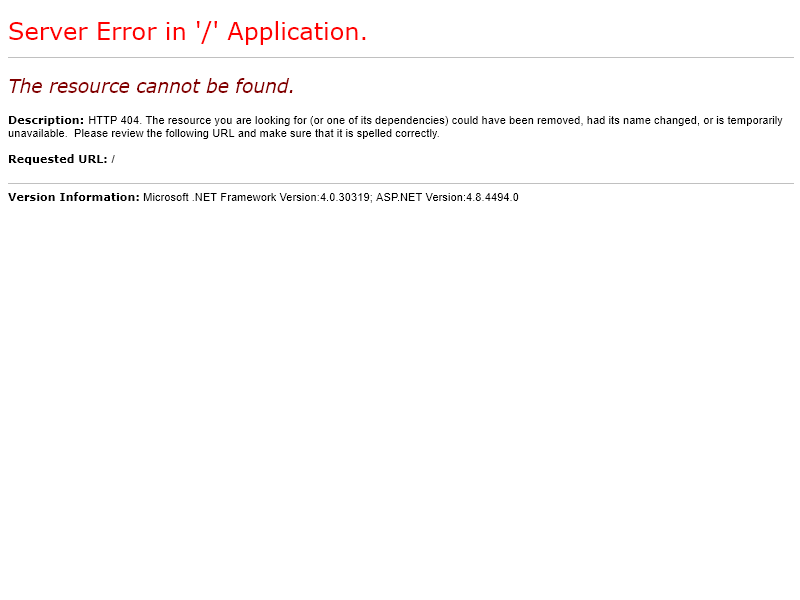 Server Error in '/' Application.
The resource cannot be found.
Description: HTTP 404. The resource you are looking for (or one of its dependencies) could have been removed, had its name changed, or is temporarily
unavailable.  Please review the following URL and make sure that it is spelled correctly.
Requested URL: /
Version Information: Microsoft .NET Framework Version:4.0.30319; ASP.NET Version:4.8.4494.0